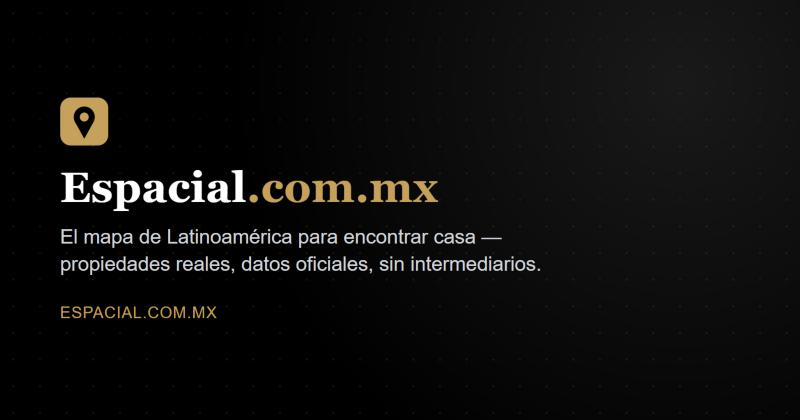 Espacial.com.mx
El mapa de Latinoamérica para encontrar casa —
propiedades reales, datos oficiales, sin intermediarios.
ESPACIAL.COM.MX